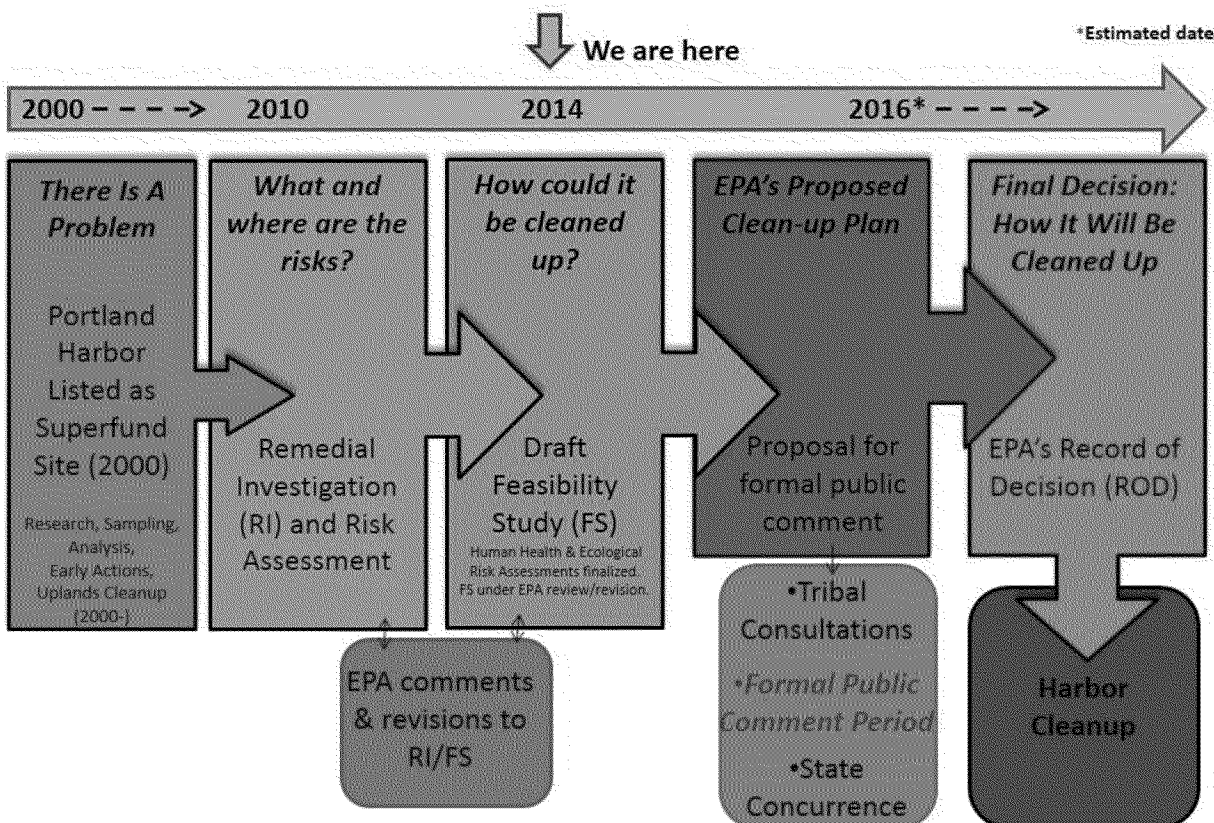 We are here
*Estimated date
2000 – – – –> 2010 2014 2016* – – – –>
There Is A
Problem
Portland
Harbor
Listed as
Superfund
Site (2000)
Research, Sampling,
Analysis,
Early Actions,
Uplands Cleanup
(2000-)
What and
where are the
risks?
Remedial
Investigation
(RI) and Risk
Assessment
How could it
be cleaned
up?
Draft
Feasibility
Study (FS)
Human Health & Ecological
Risk Assessments finalized.
FS under EPA review/revision.
EPA comments
& revisions to
RI/FS
EPA's Proposed
Clean-up Plan
Proposal for
formal public
comment
•Tribal
Consultations
•Formal Public
Comment Period
•State
Concurrence
Final Decision:
How It Will Be
Cleaned Up
EPA's Record of
Decision (ROD)
Harbor
Cleanup